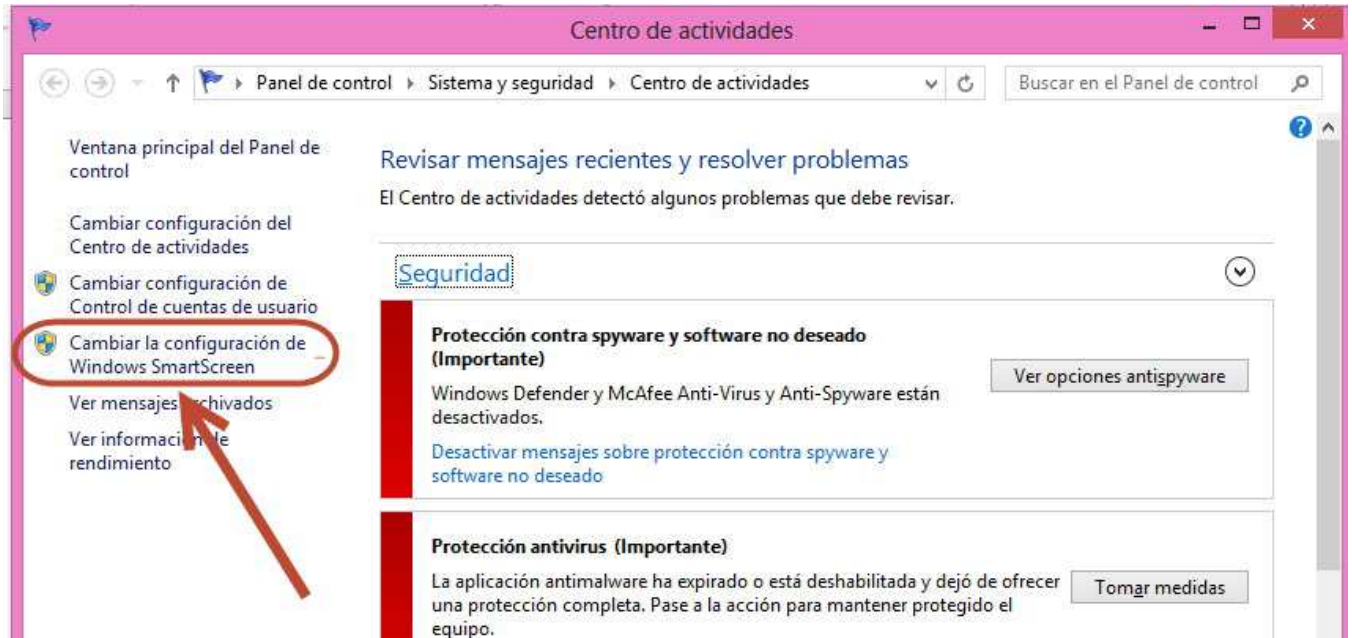 Centro de actividades
Panel de control Sistema y seguridad Centro de actividades
Buscar en el Panel de control
Ventana principal del Panel de
control
Cambiar configuración del
Centro de actividades
Cambiar configuración de
Control de cuentas de usuario
Cambiar la configuración de
Windows SmartScreen
Ver mensajes archivados
Ver información de
rendimiento
Revisar mensajes recientes y resolver problemas
El Centro de actividades detectó algunos problemas que debe revisar.
Seguridad
Protección contra spyware y software no deseado
(Importante)
Windows Defender y McAfee Anti-Virus y Anti-Spyware están
desactivados.
Desactivar mensajes sobre protección contra spyware y
software no deseado
Ver opciones antispyware
Protección antivirus (Importante)
La aplicación antimalware ha expirado o está deshabilitada y dejó de ofrecer
una protección completa. Pase a la acción para mantener protegido el
equipo.
Tomar medidas